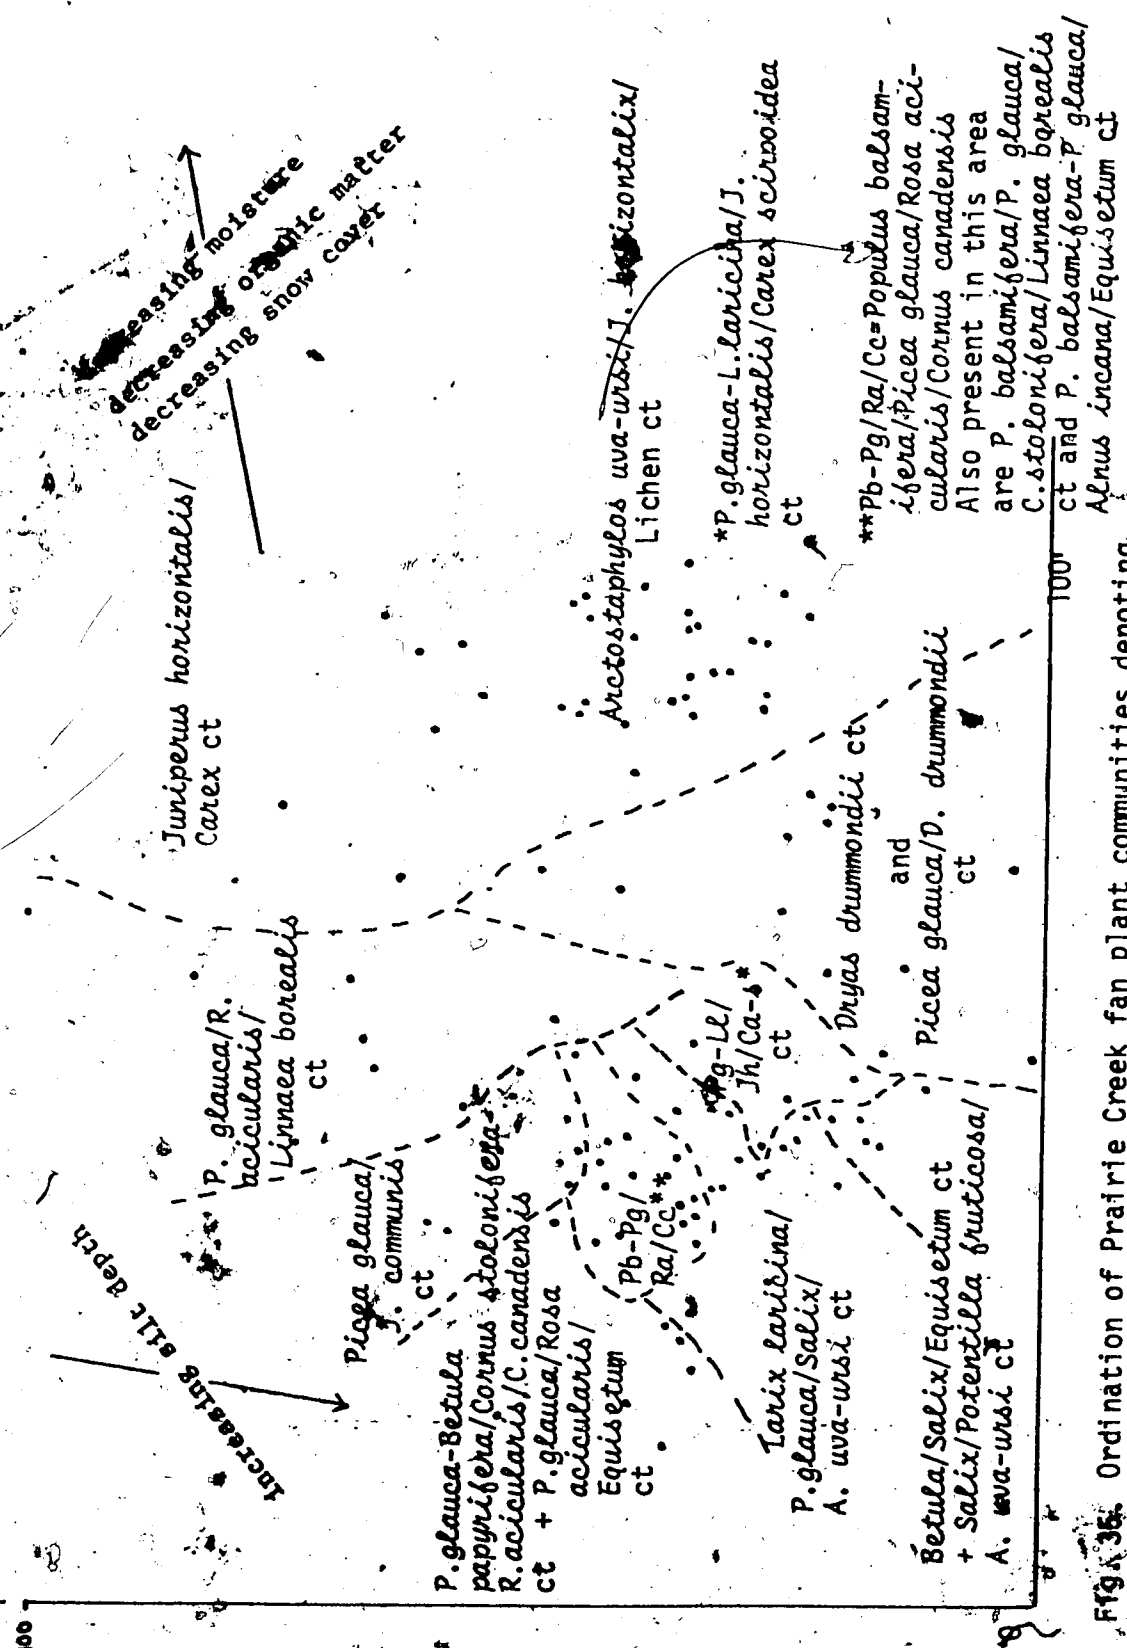 100
increasing silt depth
P. glauca/R.
acicularis/
Linnaea borealis
ct
Juniperus horizontalis/
Carex ct
moisture
decreasing organic matter
decreasing snow cover
Picea glauca/
J. communis
ct
P.glauca-Betula
papyrifera/Cornus stolonifera-
R.acicularis/C.canadensis
ct + P.glauca/Rosa
acicularis/
Equisetum
ct
Pb-Pg/
Ra/Cc**
Pg-Ll/
Jh/Ca-s*
ct
Arctostaphylos uva-ursi/J. horizontalix/
Lichen ct
*P.glauca-L.laricina/J.
horizontalis/Carex scirpoidea
ct
Larix laricina/
P.glauca/Salix/
A. uva-ursi ct
Dryas drummondii ct
and
Picea glauca/D. drummondii
ct
**Pb-Pg/Ra/Cc=Populus balsam-
ifera/Picea glauca/Rosa aci-
cularis/Cornus canadensis
Also present in this area
are P. balsamifera/P. glauca/
C.stolonifera/Linnaea borealis
ct and P. balsamifera-P glauca/
Alnus incana/Equisetum ct
Betula/Salix/Equisetum ct
+ Salix/Potentilla fruticosa/
A. uva-ursi ct
0
100
Fig. 36. Ordination of Prairie Creek fan plant communities denoting